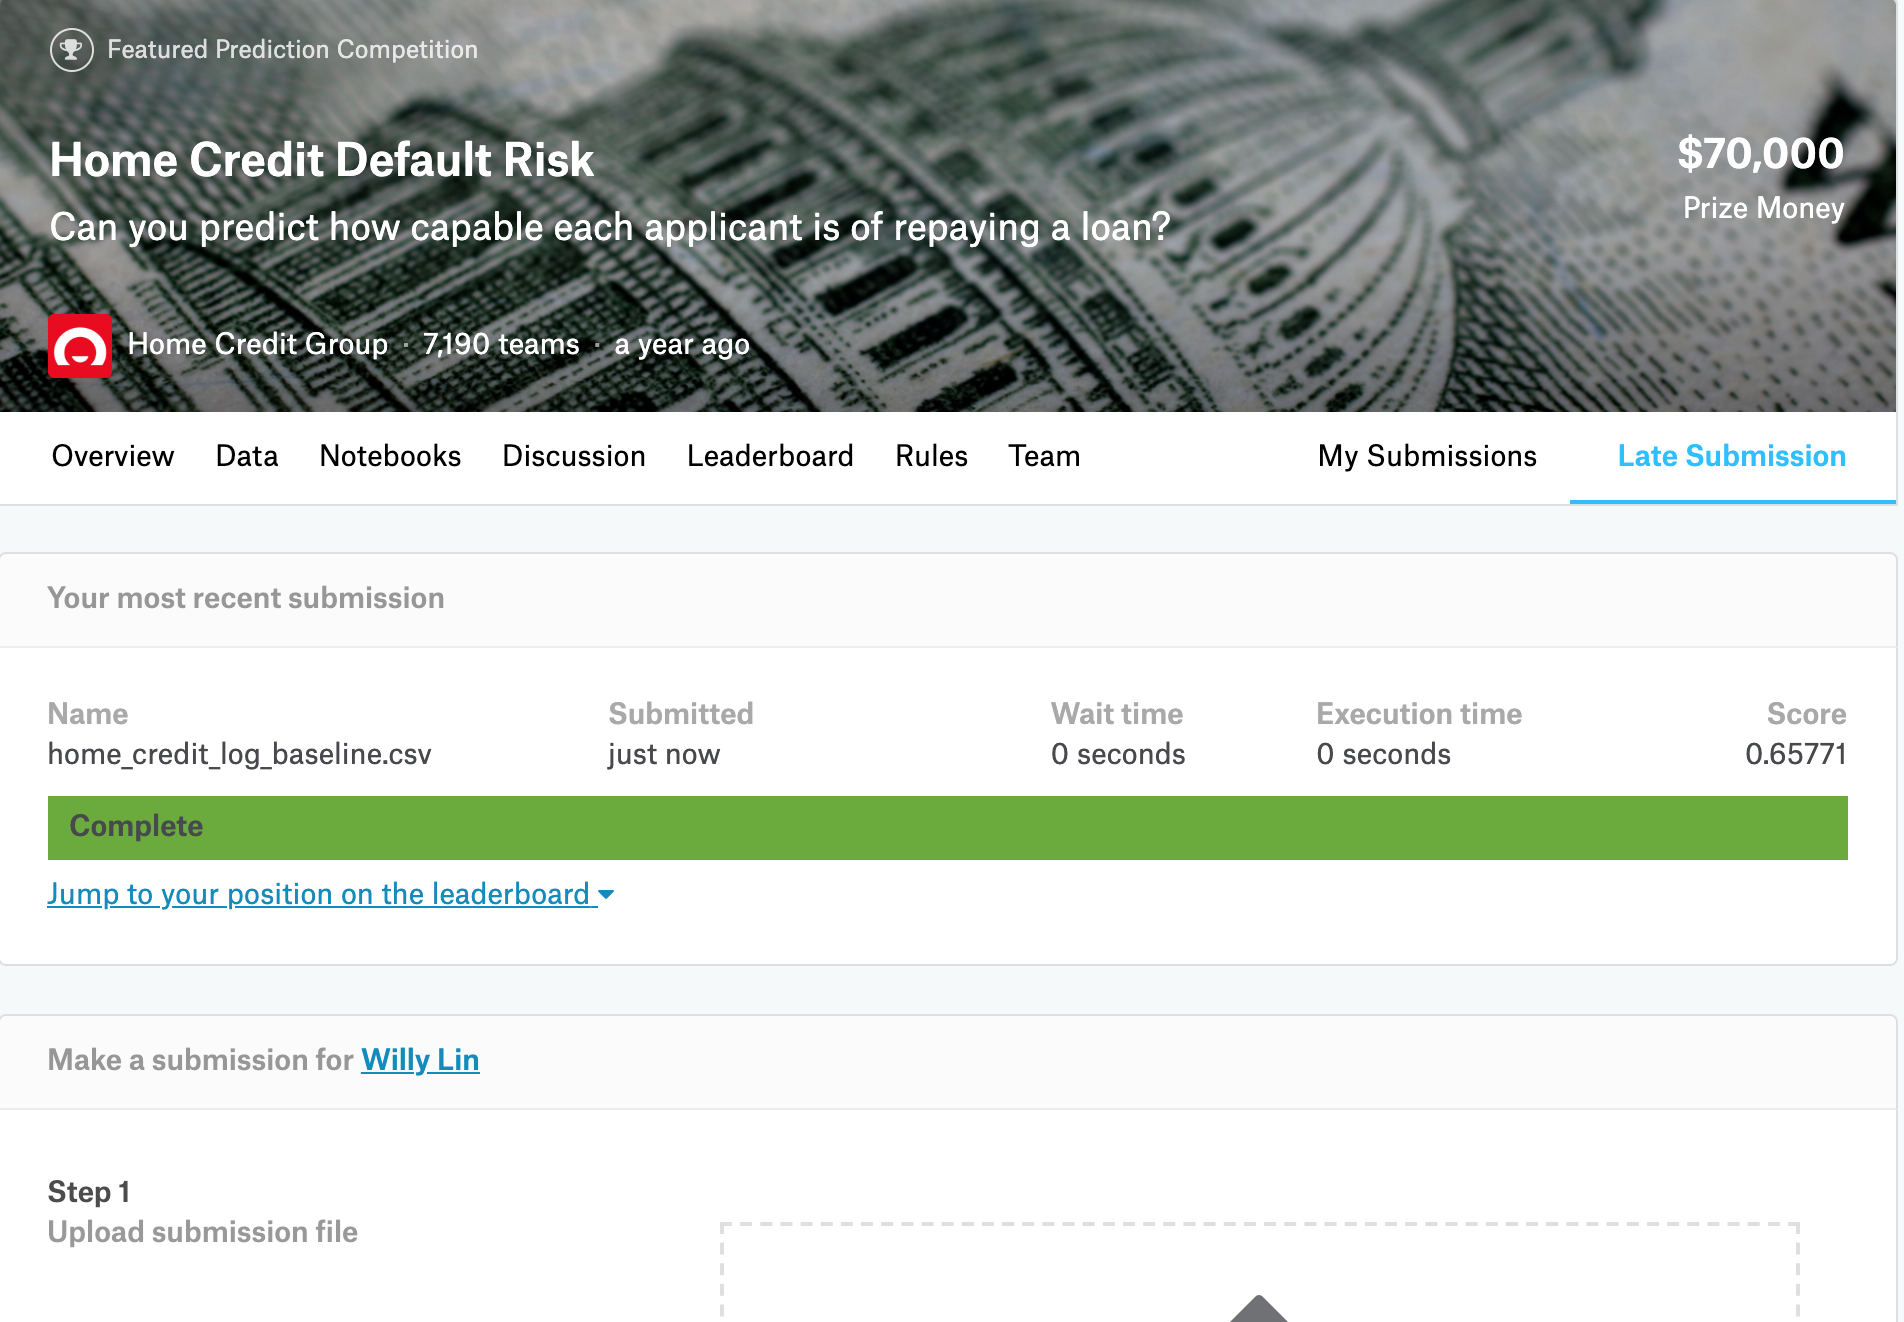 Featured Prediction Competition
Home Credit Default Risk
$70,000
Can you predict how capable each applicant is of repaying a loan?
Prize Money
Home Credit Group · 7,190 teams · a year ago
Overview Data Notebooks Discussion Leaderboard Rules Team My Submissions Late Submission
Your most recent submission
Name Submitted Wait time Execution time Score
home_credit_log_baseline.csv just now 0 seconds 0 seconds 0.65771
Complete
Jump to your position on the leaderboard
Make a submission for Willy Lin
Step 1
Upload submission file